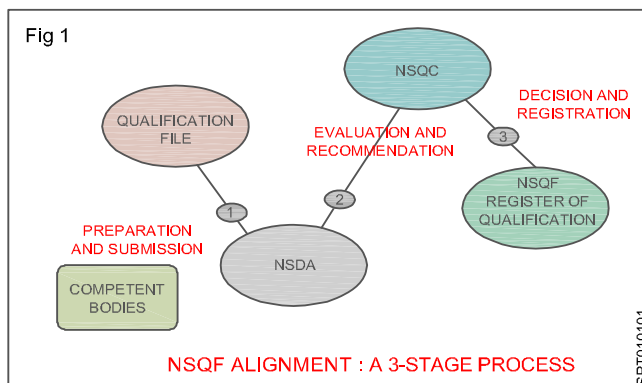 Fig 1
NSQC
QUALIFICATION
FILE
DECISION AND
REGISTRATION
EVALUATION AND
RECOMMENDATION
3
NSQF
REGISTER OF
QUALIFICATION
1
2
PREPARATION
AND SUBMISSION
NSDA
COMPETENT
BODIES
NSQF ALIGNMENT : A 3-STAGE PROCESS